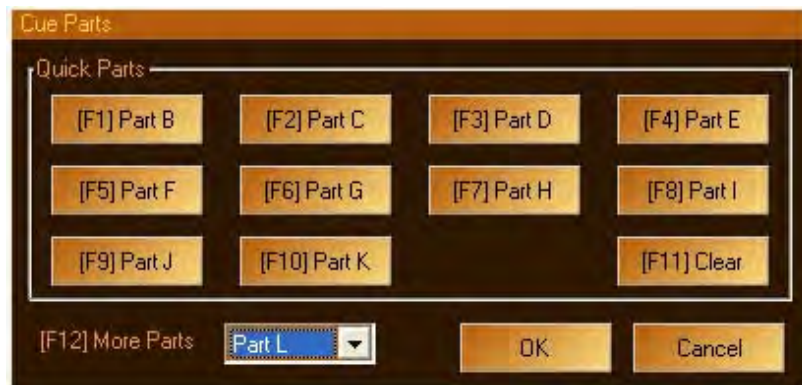 Cue Parts
Quick Parts
[F1] Part B [F2] Part C [F3] Part D [F4] Part E
[F5] Part F [F6] Part G [F7] Part H [F8] Part I
[F9] Part J [F10] Part K [F11] Clear
[F12] More Parts Part L OK Cancel